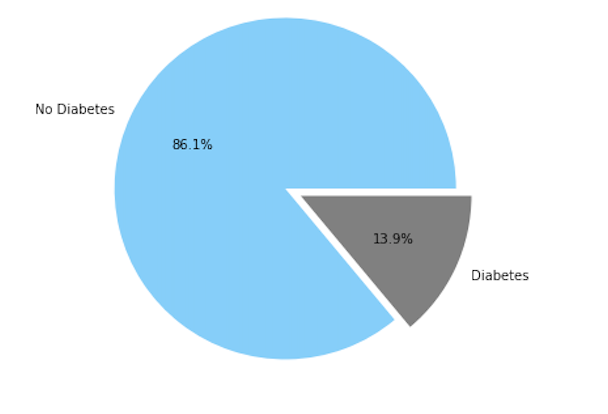 No Diabetes
86.1%
13.9%
Diabetes